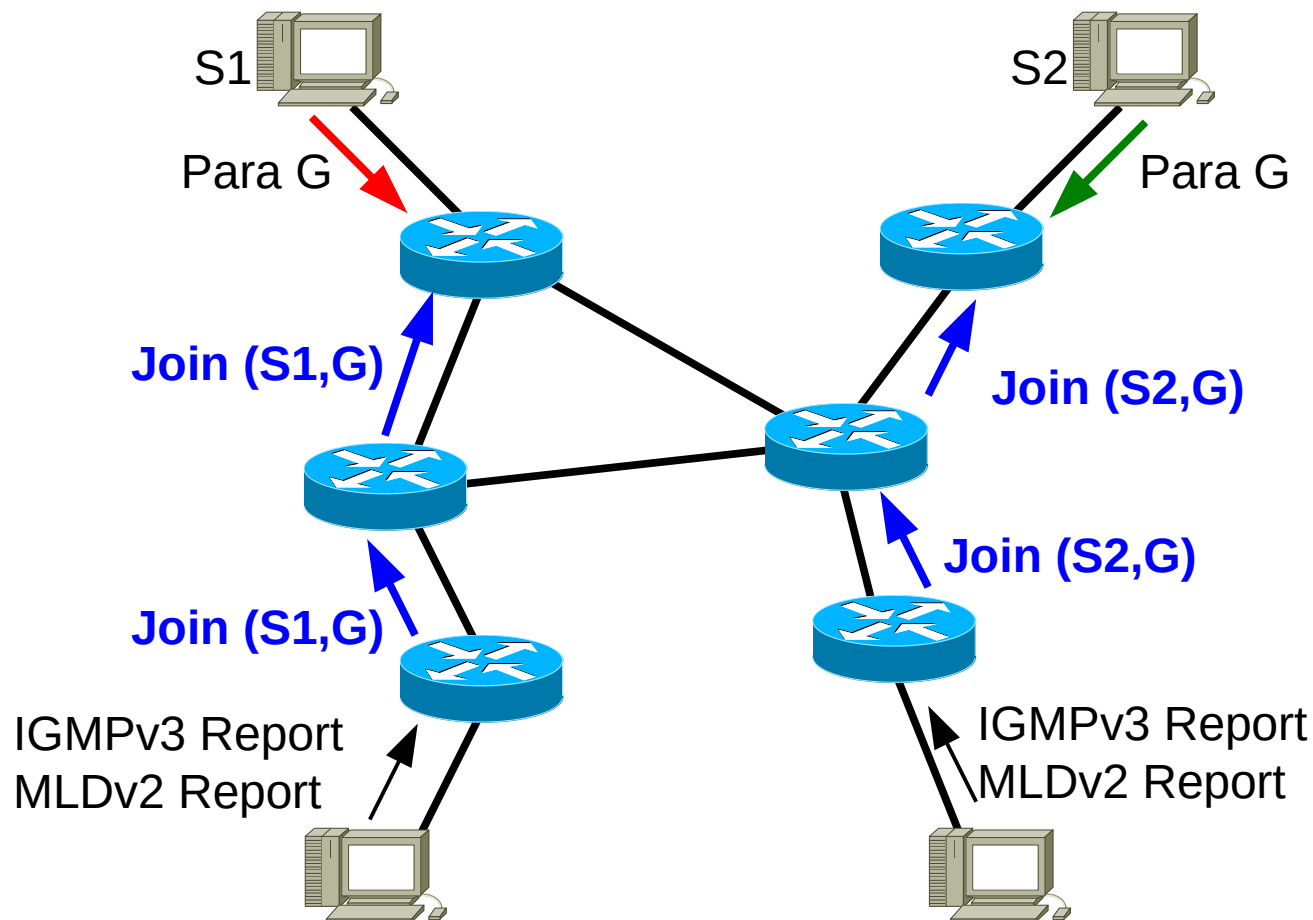 S1
S2
Para G
Para G
Join (S1,G)
Join (S2,G)
Join (S2,G)
Join (S1,G)
IGMPv3 Report
MLDv2 Report
IGMPv3 Report
MLDv2 Report